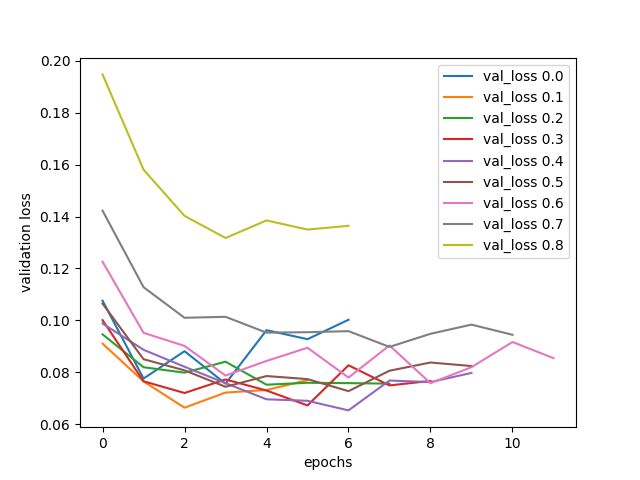 0.20
0.18
0.16
0.14
0.12
0.10
0.08
0.06
validation loss
val_loss 0.0
val_loss 0.1
val_loss 0.2
val_loss 0.3
val_loss 0.4
val_loss 0.5
val_loss 0.6
val_loss 0.7
val_loss 0.8
0 2 4 6 8 10
epochs